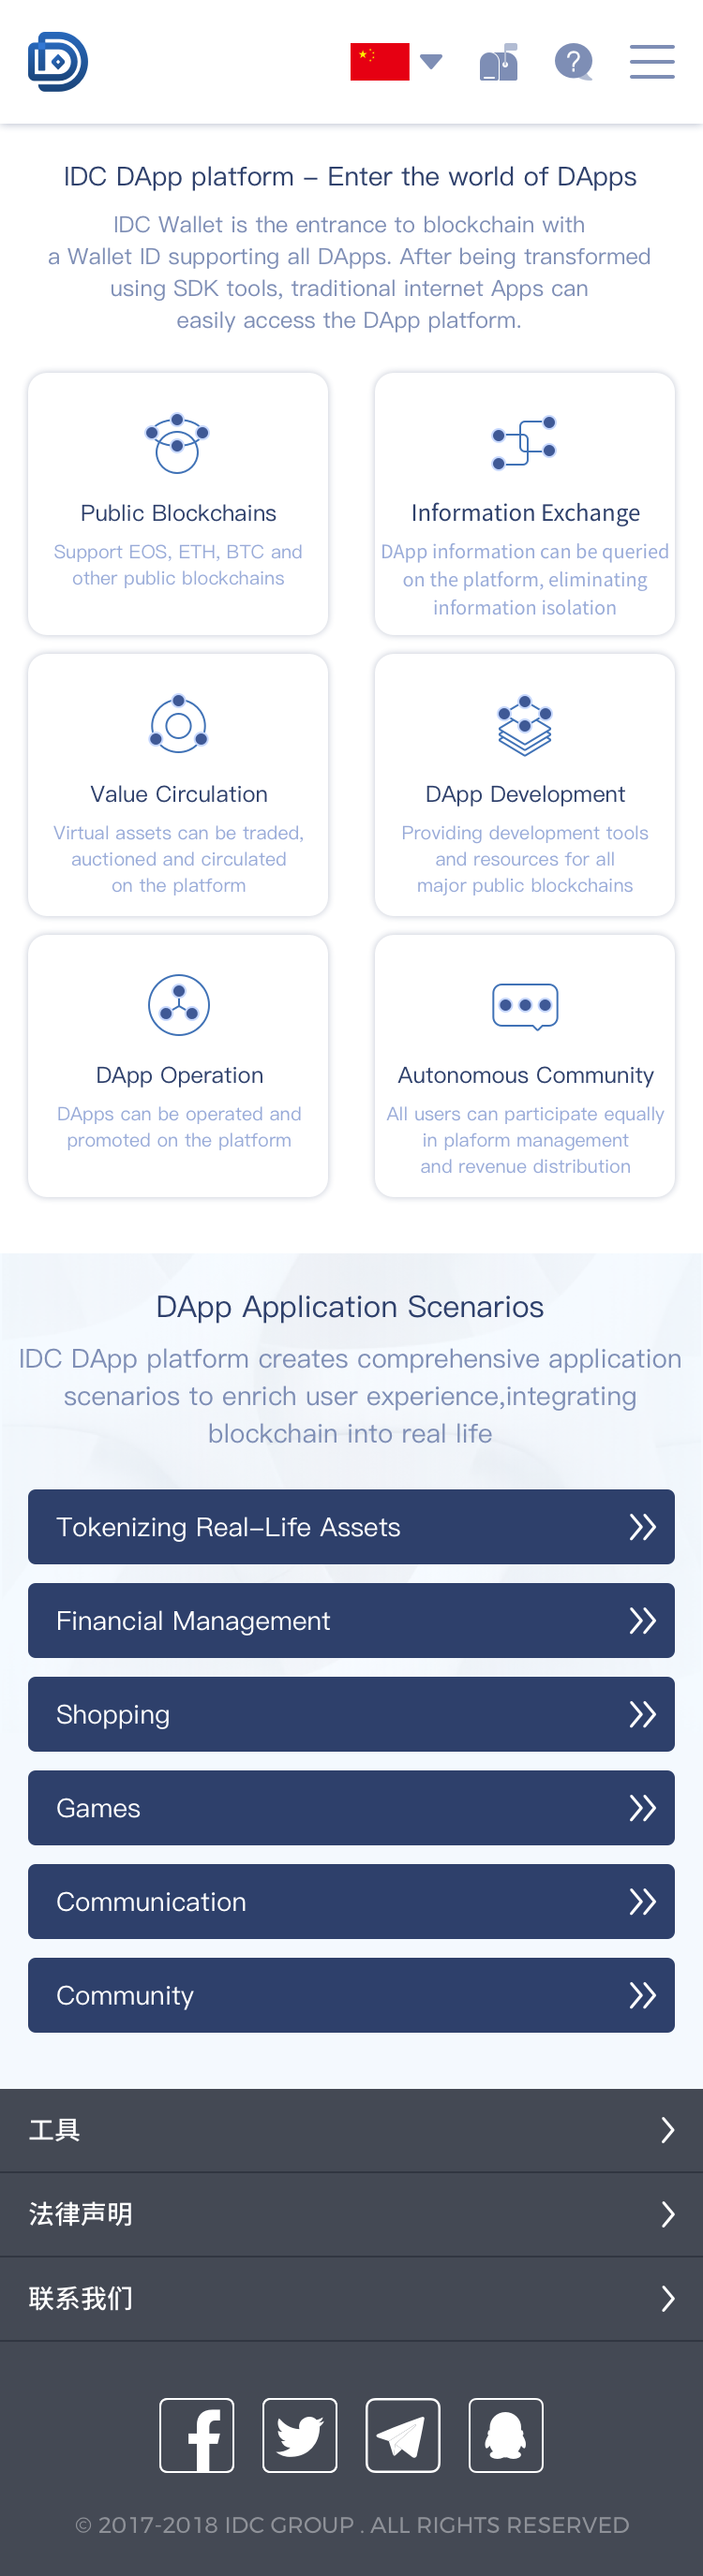 IDC DApp platform – Enter the world of DApps
IDC Wallet is the entrance to blockchain with
a Wallet ID supporting all DApps. After being transformed
using SDK tools, traditional internet Apps can
easily access the DApp platform.
Public Blockchains
Support EOS, ETH, BTC and
other public blockchains
Information Exchange
DApp information can be queried
on the platform, eliminating
information isolation
Value Circulation
Virtual assets can be traded,
auctioned and circulated
on the platform
DApp Development
Providing development tools
and resources for all
major public blockchains
DApp Operation
DApps can be operated and
promoted on the platform
Autonomous Community
All users can participate equally
in plaform management
and revenue distribution
DApp Application Scenarios
IDC DApp platform creates comprehensive application
scenarios to enrich user experience,integrating
blockchain into real life
Tokenizing Real–Life Assets
Financial Management
Shopping
Games
Communication
Community
工具
法律声明
联系我们
© 2017-2018 IDC GROUP . ALL RIGHTS RESERVED